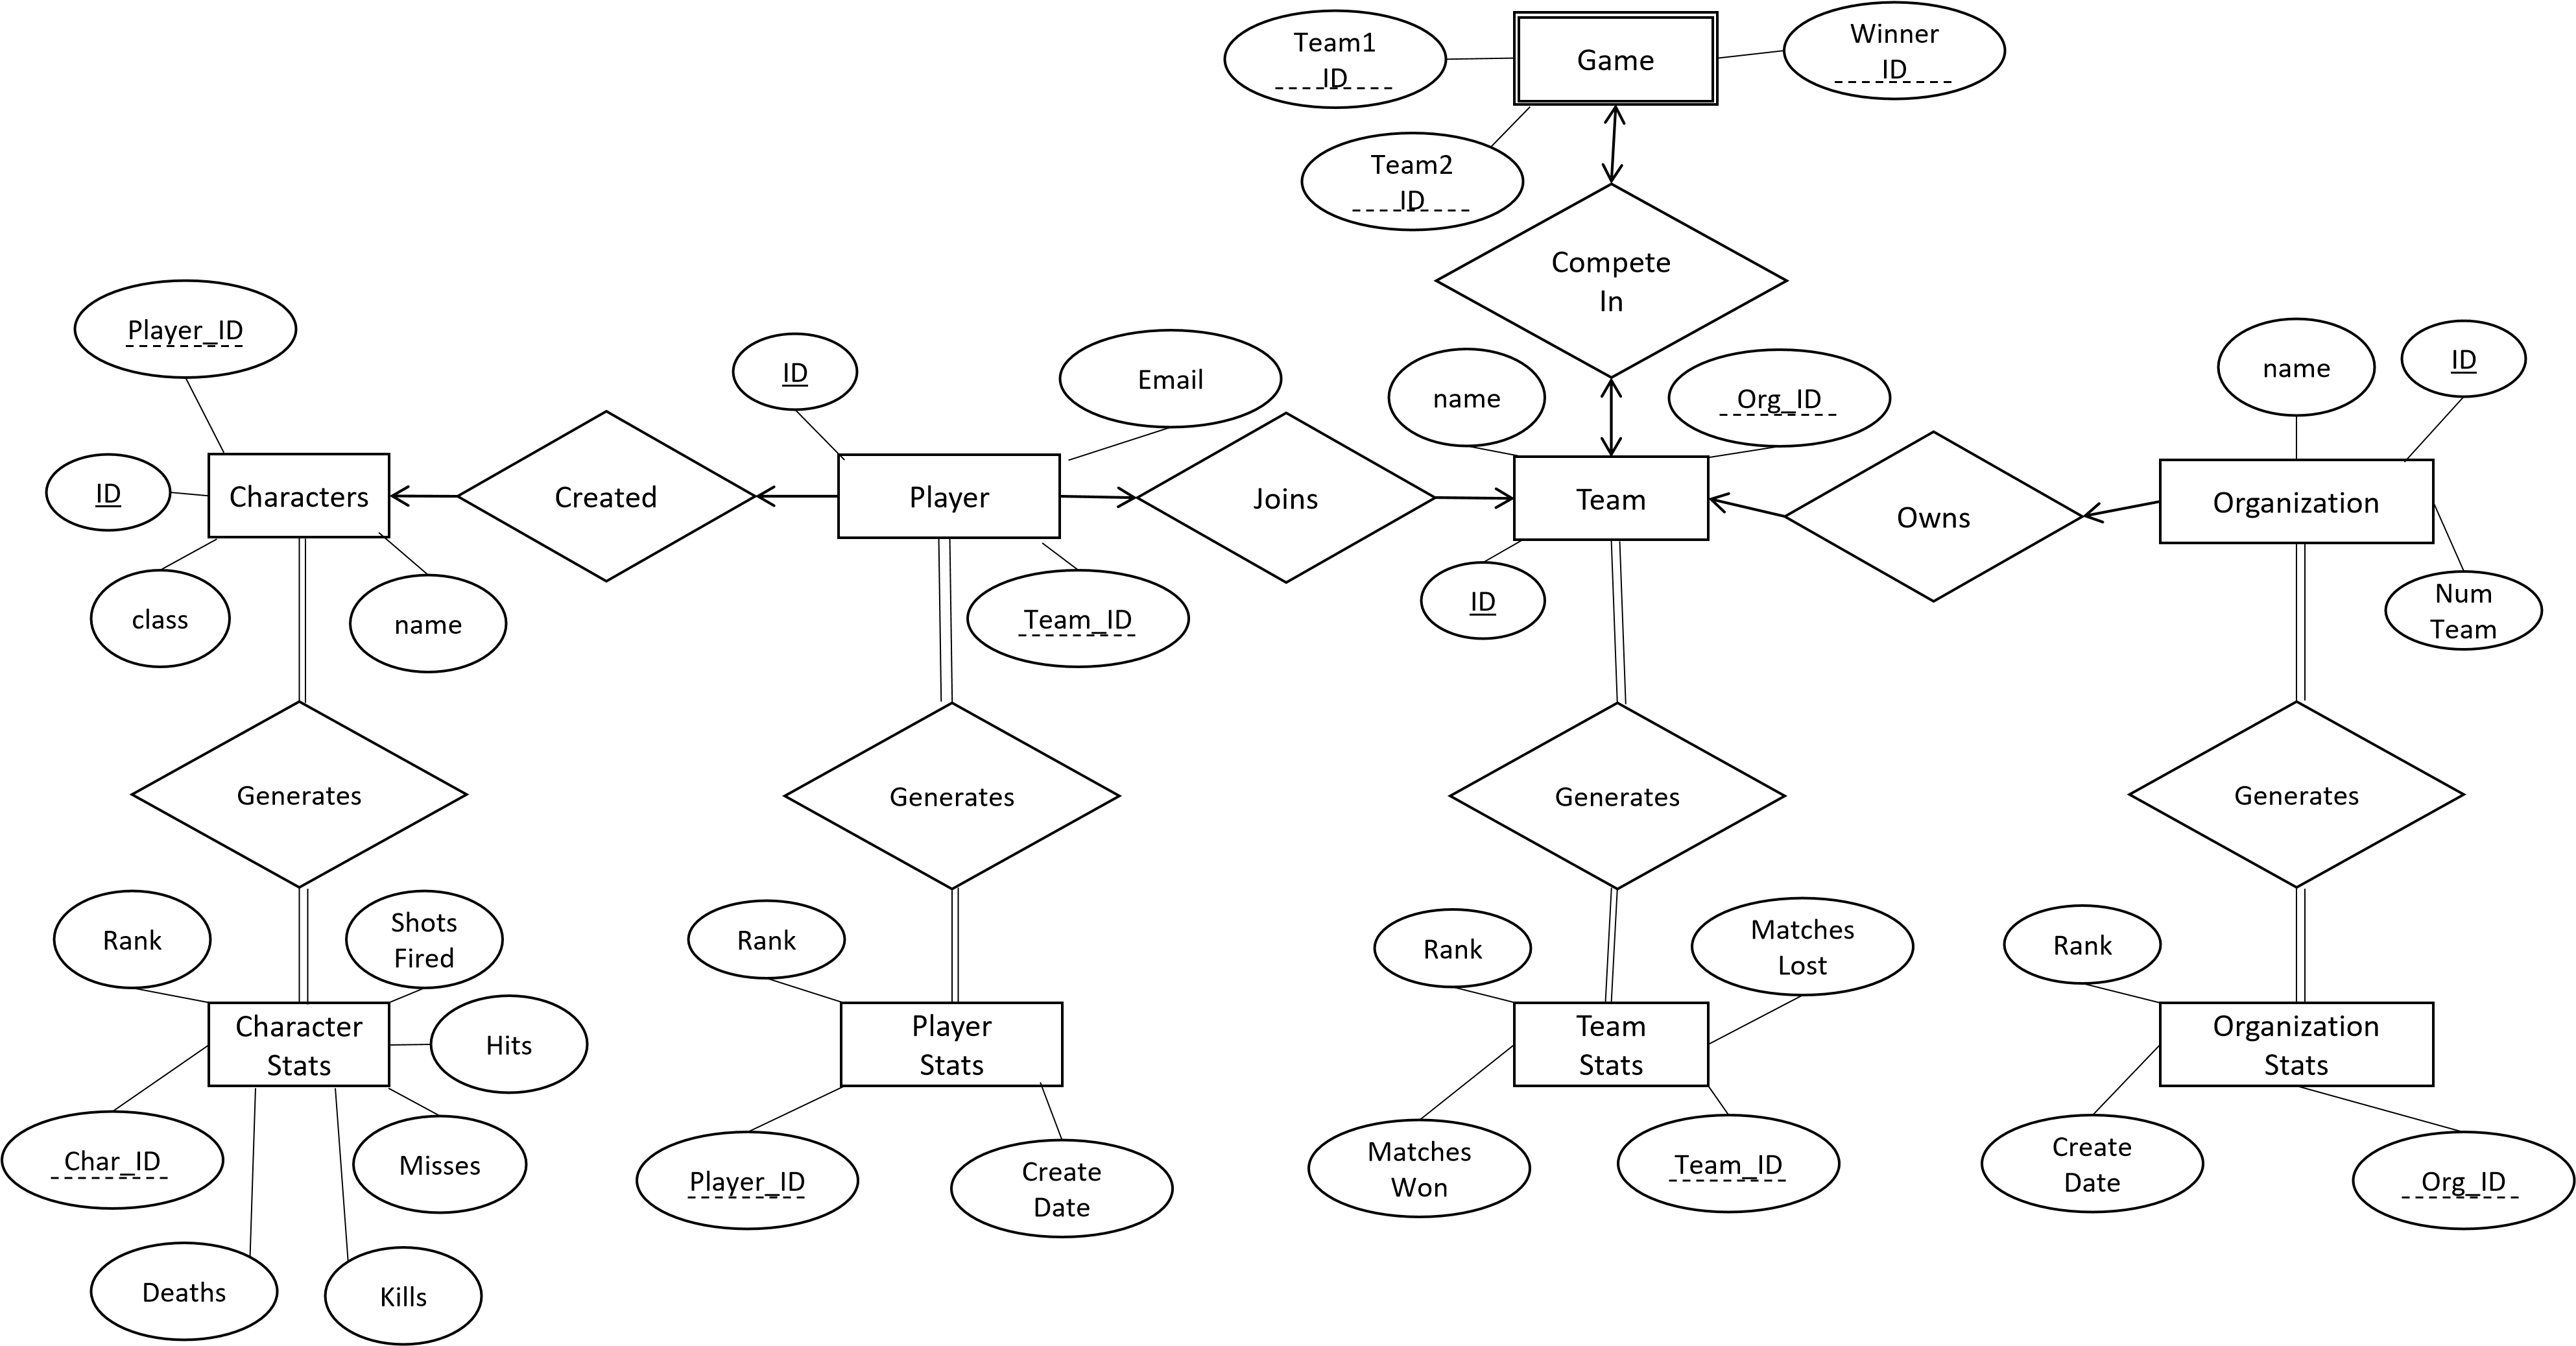 Team1
ID
Game
Winner
ID
Team2
ID
Compete
In
Player_ID
ID
Email
name
Org_ID
name
ID
ID
Characters
Created
Player
Joins
Team
Owns
Organization
class
name
Team_ID
ID
Num
Team
Generates
Generates
Generates
Generates
Rank
Shots
Fired
Rank
Rank
Matches
Lost
Rank
Character
Stats
Hits
Player
Stats
Team
Stats
Organization
Stats
Char_ID
Misses
Player_ID
Create
Date
Matches
Won
Team_ID
Create
Date
Org_ID
Deaths
Kills